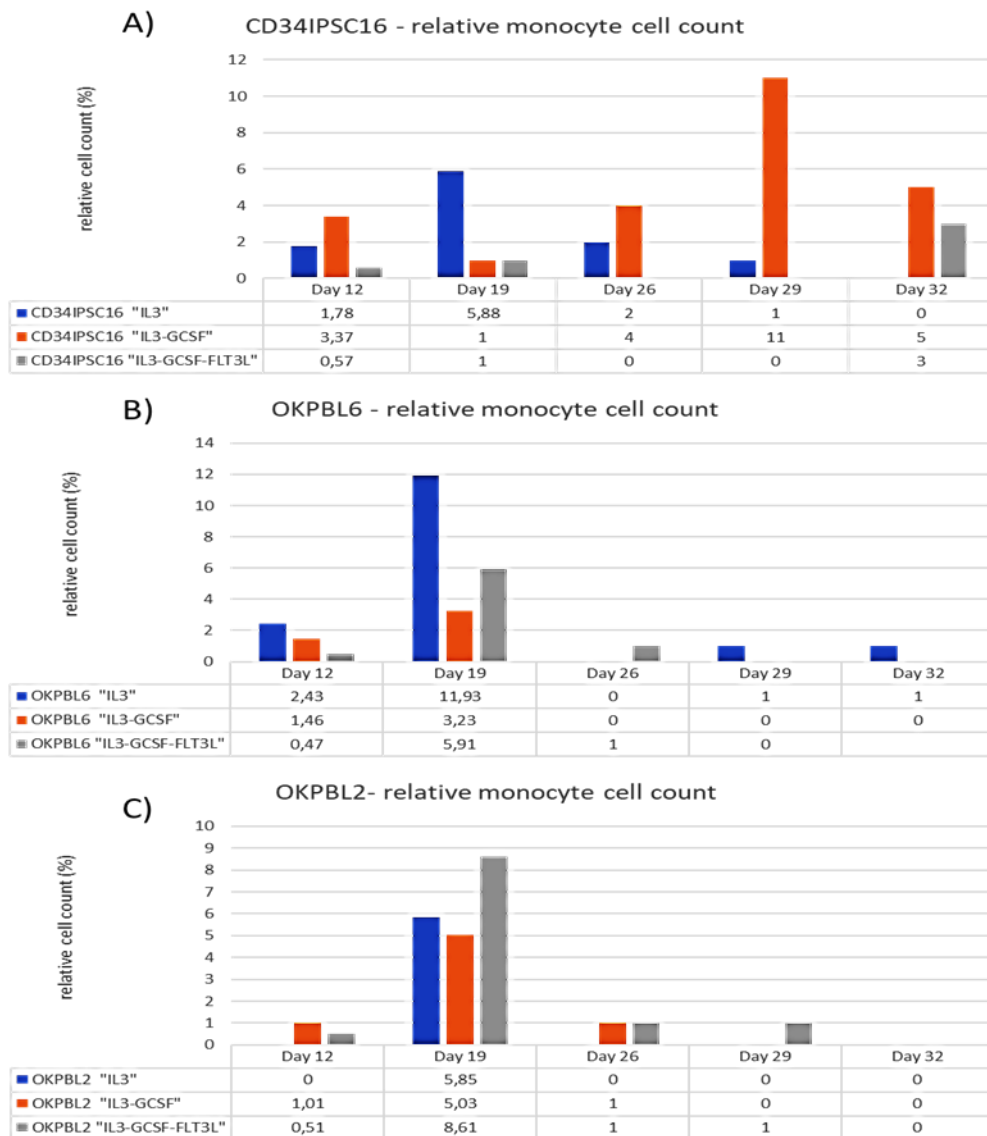 A)
CD34IPSC16 - relative monocyte cell count
relative cell count (%)
12
10
8
6
4
2
0
Day 12 Day 19 Day 26 Day 29 Day 32
CD34IPSC16 "IL3" 1,78 5,88 2 1 0
CD34IPSC16 "IL3-GCSF" 3,37 1 4 11 5
CD34IPSC16 "IL3-GCSF-FLT3L" 0,57 1 0 0 3
B)
OKPBL6 - relative monocyte cell count
relative cell count (%)
14
12
10
8
6
4
2
0
Day 12 Day 19 Day 26 Day 29 Day 32
OKPBL6 "IL3" 2,43 11,93 0 1 1
OKPBL6 "IL3-GCSF" 1,46 3,23 0 0 0
OKPBL6 "IL3-GCSF-FLT3L" 0,47 5,91 1 0
C)
OKPBL2- relative monocyte cell count
relative cell count (%)
10
9
8
7
6
5
4
3
2
1
0
Day 12 Day 19 Day 26 Day 29 Day 32
OKPBL2 "IL3" 0 5,85 0 0 0
OKPBL2 "IL3-GCSF" 1,01 5,03 1 0 0
OKPBL2 "IL3-GCSF-FLT3L" 0,51 8,61 1 1 0